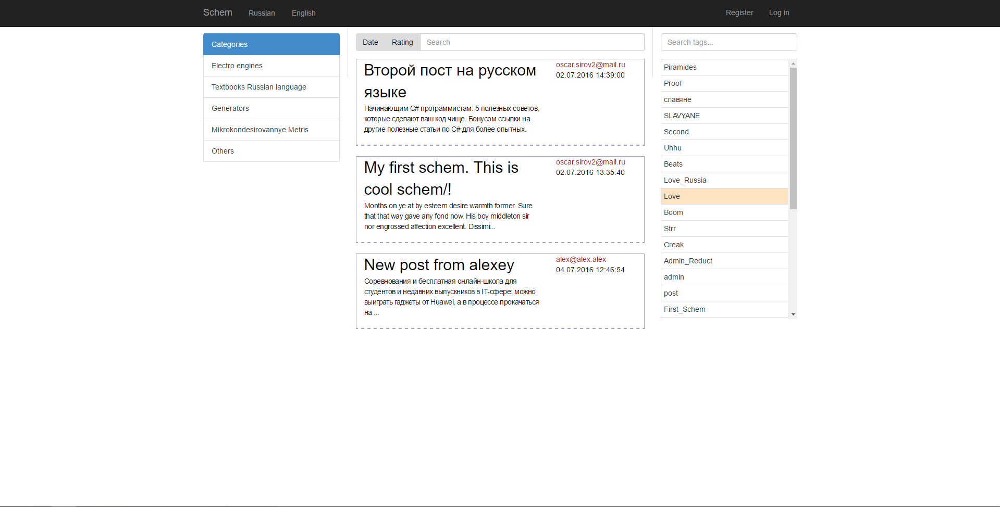 Schem Russian English Register Log in
Categories
Electro engines
Textbooks Russian language
Generators
Mikrokondesirovannye Metris
Others
Date Rating Search
Второй пост на русском
языке
oscar.sirov2@mail.ru
02.07.2016 14:39:00
Начинающим C# программистам: 5 полезных советов,
которые сделают ваш код чище. Бонусом ссылки на
другие полезные статьи по C# для более опытных.
My first schem. This is
cool schem/!
oscar.sirov2@mail.ru
02.07.2016 13:35:40
Months on ye at by esteem desire warmth former. Sure
that that way gave any fond now. His boy middleton sir
nor engrossed affection excellent. Dissimi...
New post from alexey
alex@alex.alex
04.07.2016 12:46:54
Соревнования и бесплатная онлайн-школа для
студентов и недавних выпускников в IT-сфере: можно
выиграть гаджеты от Huawei, а в процессе прокачаться
на ...
Search tags...
Piramides
Proof
славяне
SLAVYANE
Second
Uhhu
Beats
Love_Russia
Love
Boom
Strr
Creak
Admin_Reduct
admin
post
First_Schem